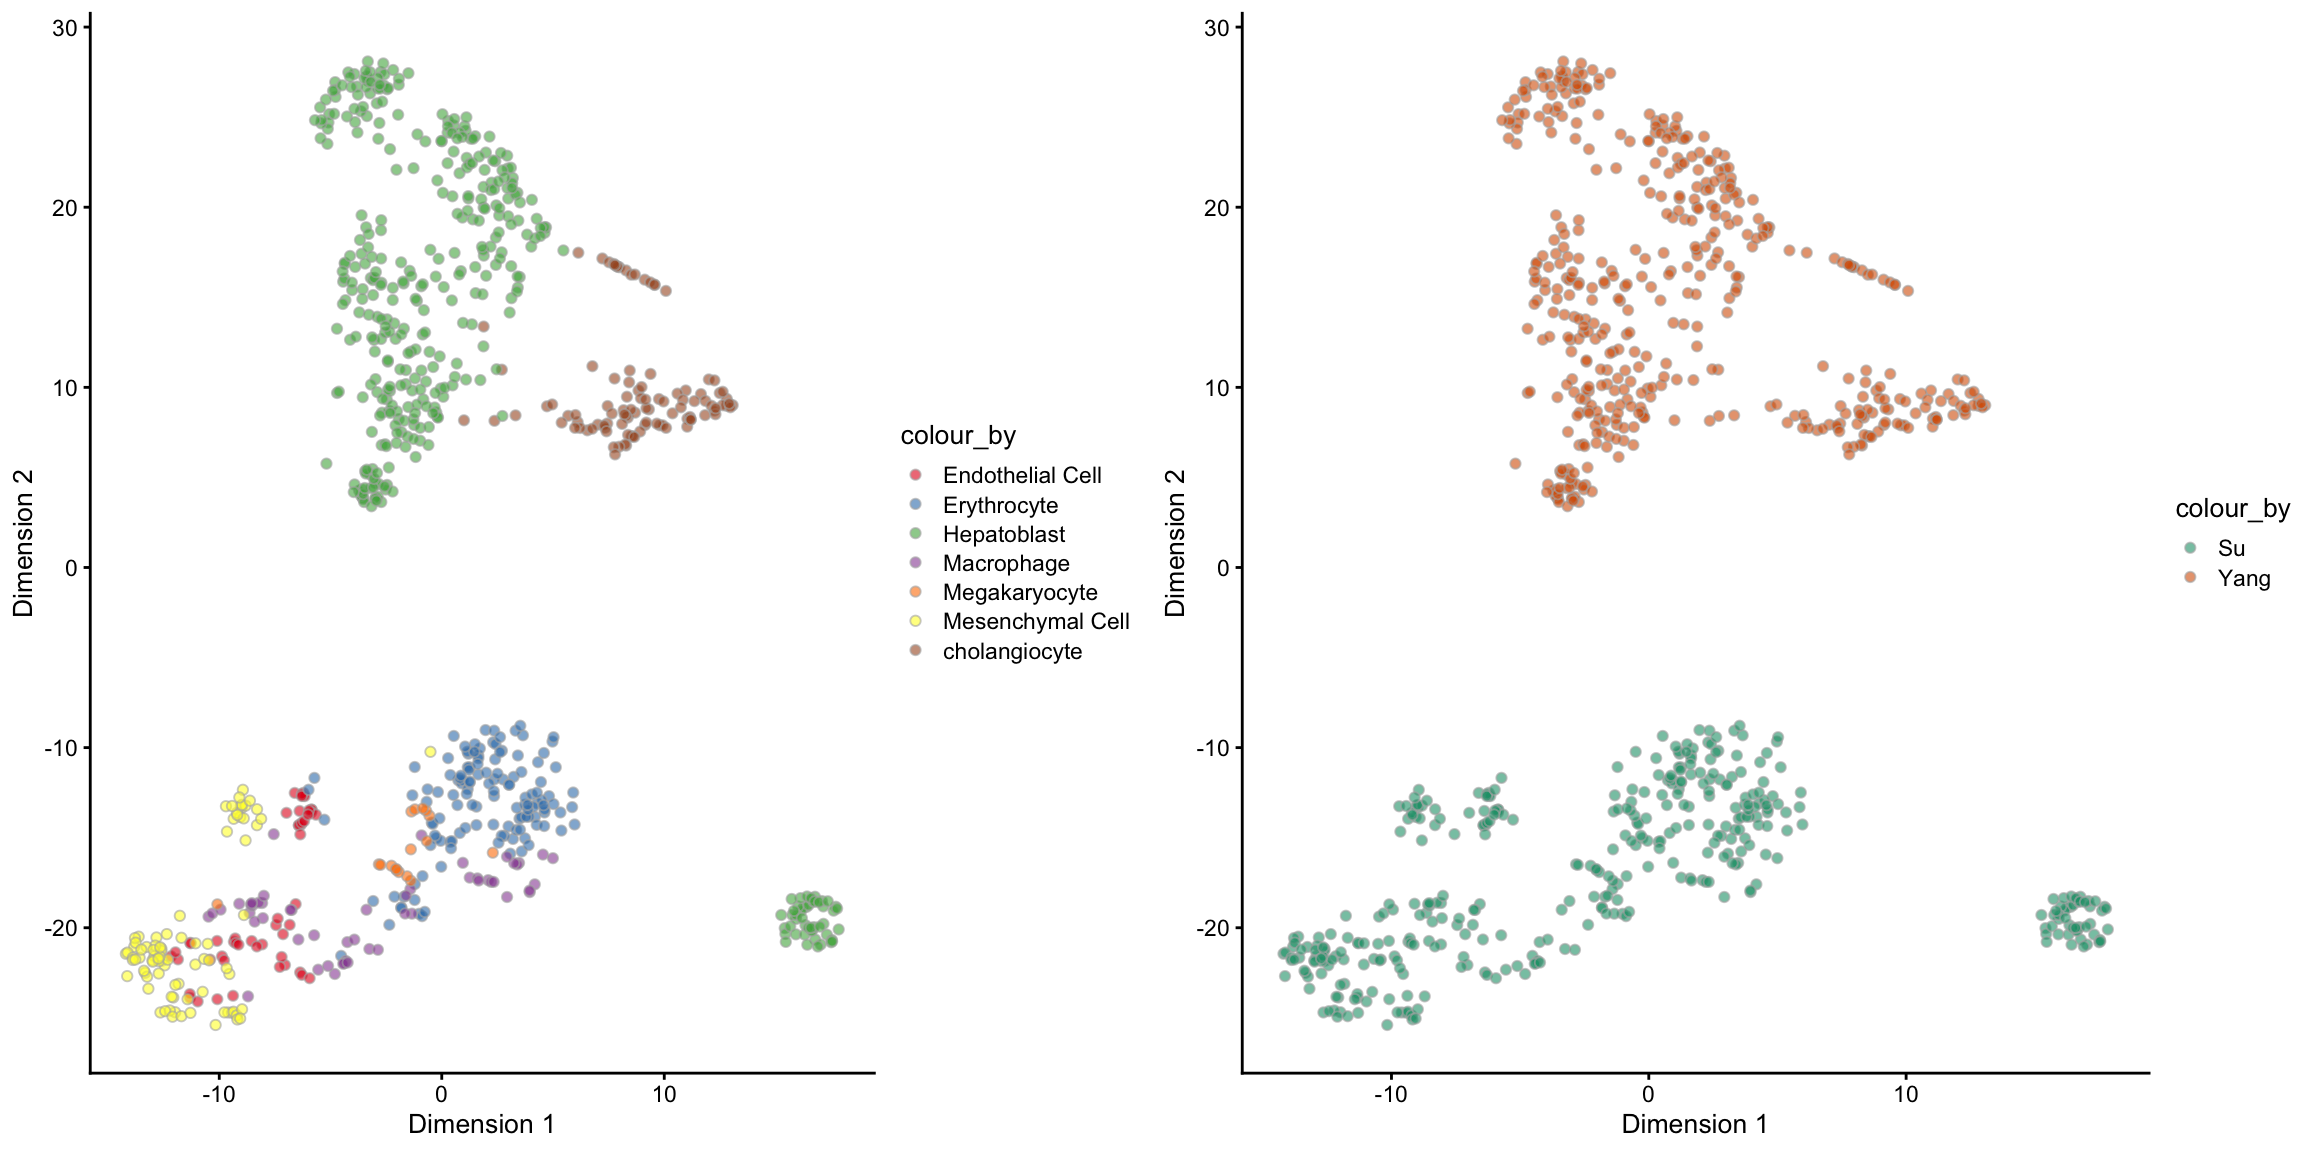 30
20
10
0
-10
-20
-10
0
10
Dimension 1
Dimension 2
colour_by
Endothelial Cell
Erythrocyte
Hepatoblast
Macrophage
Megakaryocyte
Mesenchymal Cell
cholangiocyte
30
20
10
0
-10
-20
-10
0
10
Dimension 1
Dimension 2
colour_by
Su
Yang